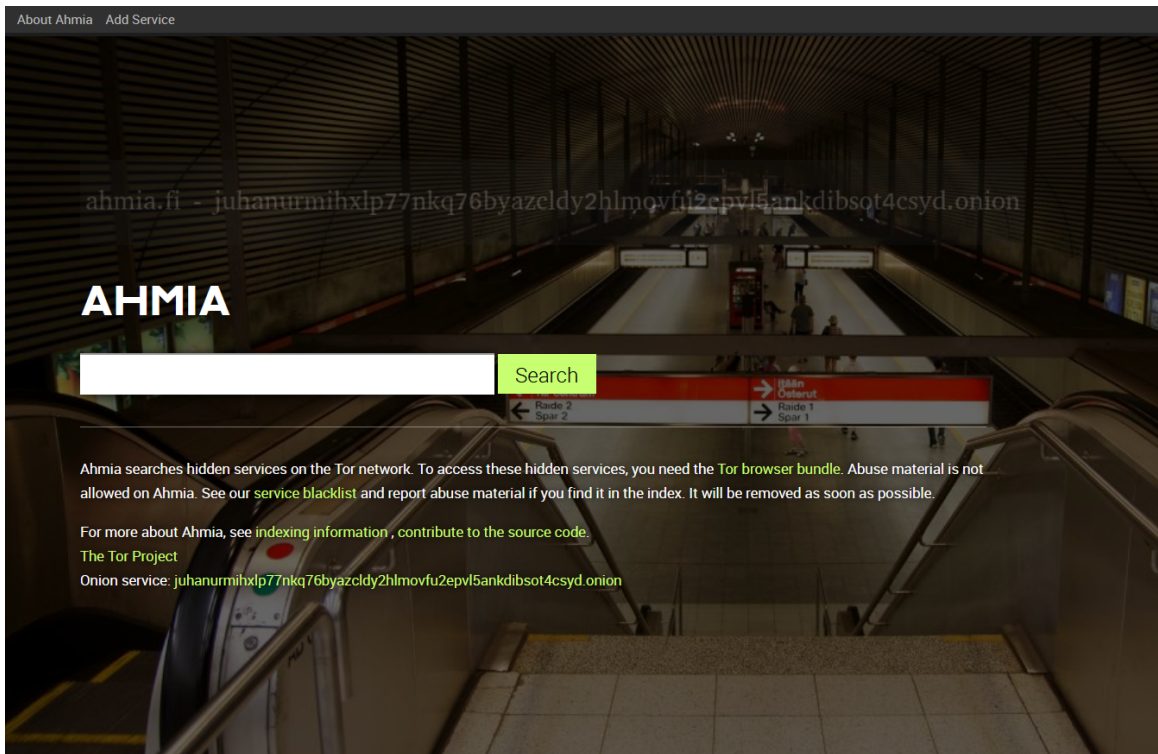 About Ahmia Add Service
ahmia.fi - juhanurmihxlp77nkq76byazcldy2hlmovfu2epvl5ankdibsot4csyd.onion
AHMIA
Search
Itään
Österut
Raide 2
Spår 2
Raide 1
Spår 1
Ahmia searches hidden services on the Tor network. To access these hidden services, you need the Tor browser bundle. Abuse material is not
allowed on Ahmia. See our service blacklist and report abuse material if you find it in the index. It will be removed as soon as possible.
For more about Ahmia, see indexing information , contribute to the source code.
The Tor Project
Onion service: juhanurmihxlp77nkq76byazcldy2hlmovfu2epvl5ankdibsot4csyd.onion